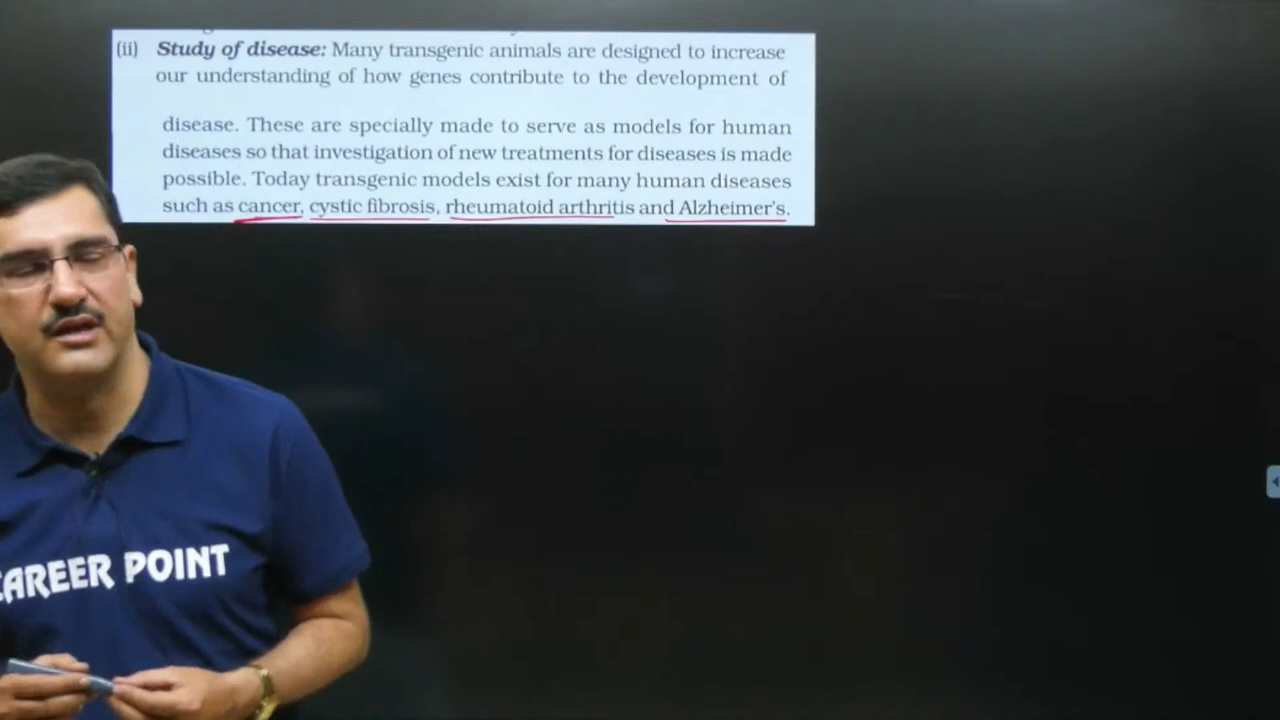 (ii) Study of disease: Many transgenic animals are designed to increase
our understanding of how genes contribute to the development of
disease. These are specially made to serve as models for human
diseases so that investigation of new treatments for diseases is made
possible. Today transgenic models exist for many human diseases
such as cancer, cystic fibrosis, rheumatoid arthritis and Alzheimer's.
CAREER POINT